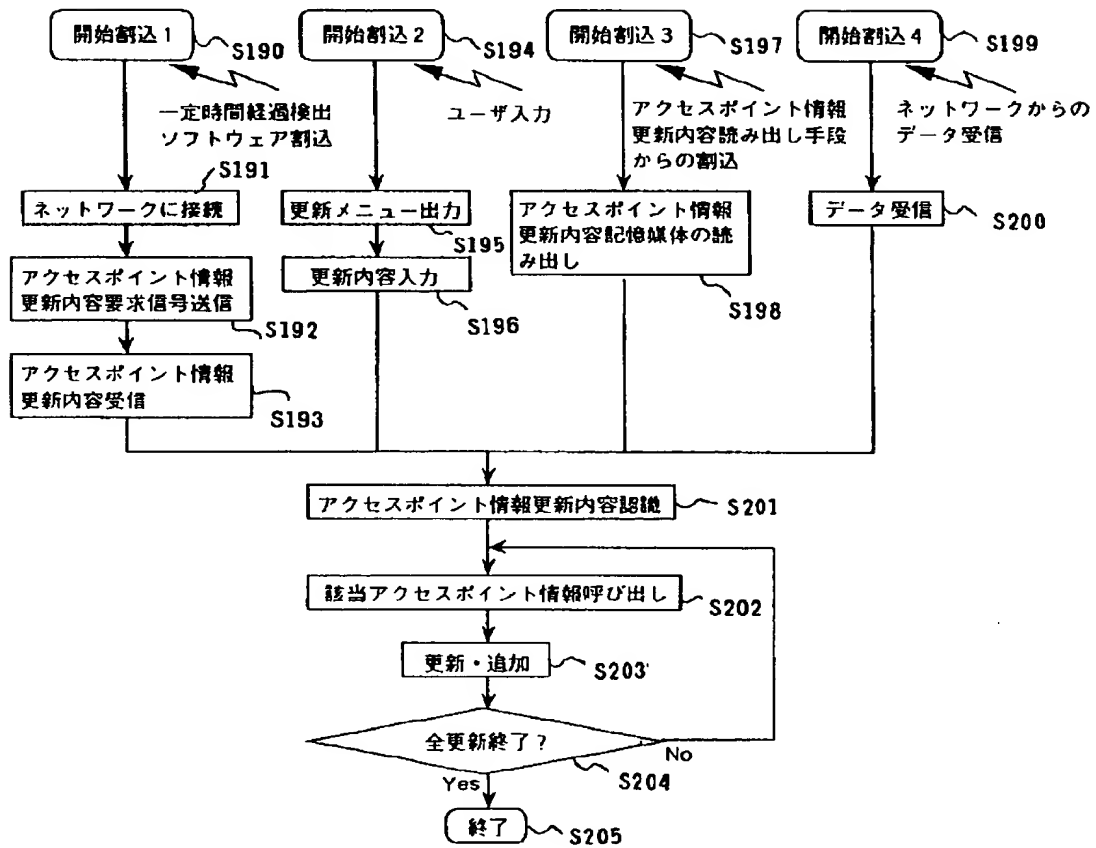 開始割込1
S190
一定時間経過検出
ソフトウェア割込
S191
ネットワークに接続
アクセスポイント情報
更新内容要求信号送信
S192
アクセスポイント情報
更新内容受信
S193
開始割込2
S194
ユーザ入力
更新メニュー出力
S195
更新内容入力
S196
開始割込3
S197
アクセスポイント情報
更新内容読み出し手段
からの割込
アクセスポイント情報
更新内容記憶媒体の読
み出し
S198
開始割込4
S199
ネットワークからの
データ受信
データ受信
S200
アクセスポイント情報更新内容認識
S201
該当アクセスポイント情報呼び出し
S202
更新・追加
S203
全更新終了?
No
S204
Yes
終了
S205